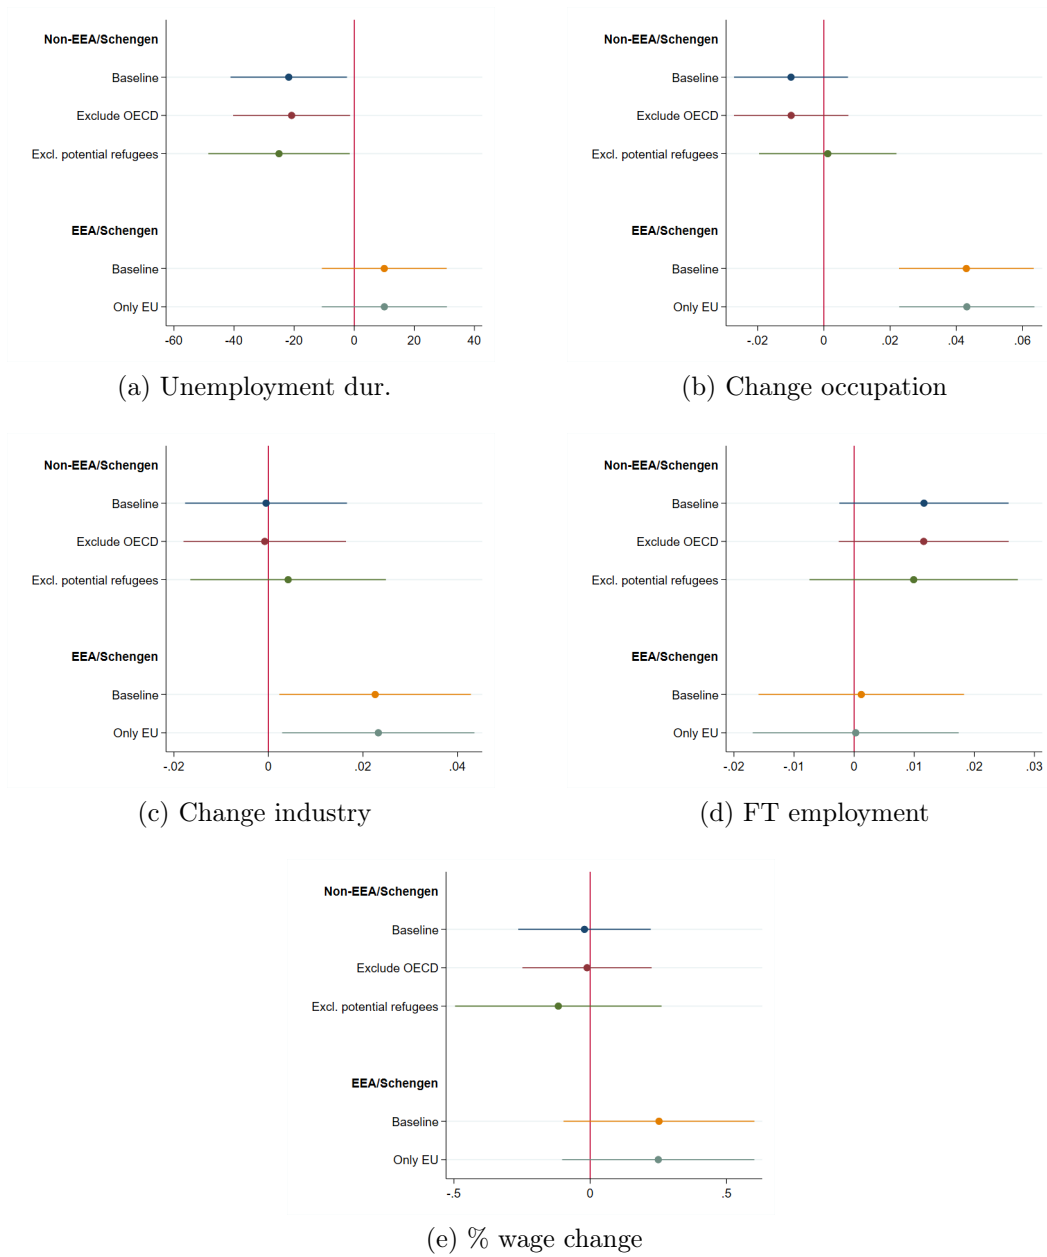 Non-EEA/Schengen
Baseline
Exclude OECD
Excl. potential refugees
EEA/Schengen
Baseline
Only EU
-60 -40 -20 0 20 40
(a) Unemployment dur.
Non-EEA/Schengen
Baseline
Exclude OECD
Excl. potential refugees
EEA/Schengen
Baseline
Only EU
-.02 0 .02 .04 .06
(b) Change occupation
Non-EEA/Schengen
Baseline
Exclude OECD
Excl. potential refugees
EEA/Schengen
Baseline
Only EU
-.02 0 .02 .04
(c) Change industry
Non-EEA/Schengen
Baseline
Exclude OECD
Excl. potential refugees
EEA/Schengen
Baseline
Only EU
-.02 -.01 0 .01 .02 .03
(d) FT employment
Non-EEA/Schengen
Baseline
Exclude OECD
Excl. potential refugees
EEA/Schengen
Baseline
Only EU
-.5 0 .5
(e) % wage change